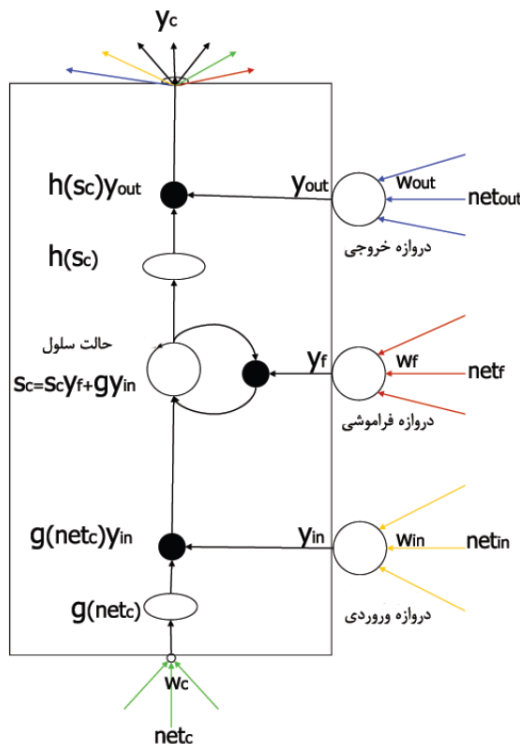 yc
h(sc)yout
yout
wout
netout
دروازه خروجی
h(sc)
حالت سلول
sc=scyf+gyin
yf
wf
netf
دروازه فراموشی
g(netc)yin
yin
win
netin
دروازه وروردی
g(netc)
wc
netc